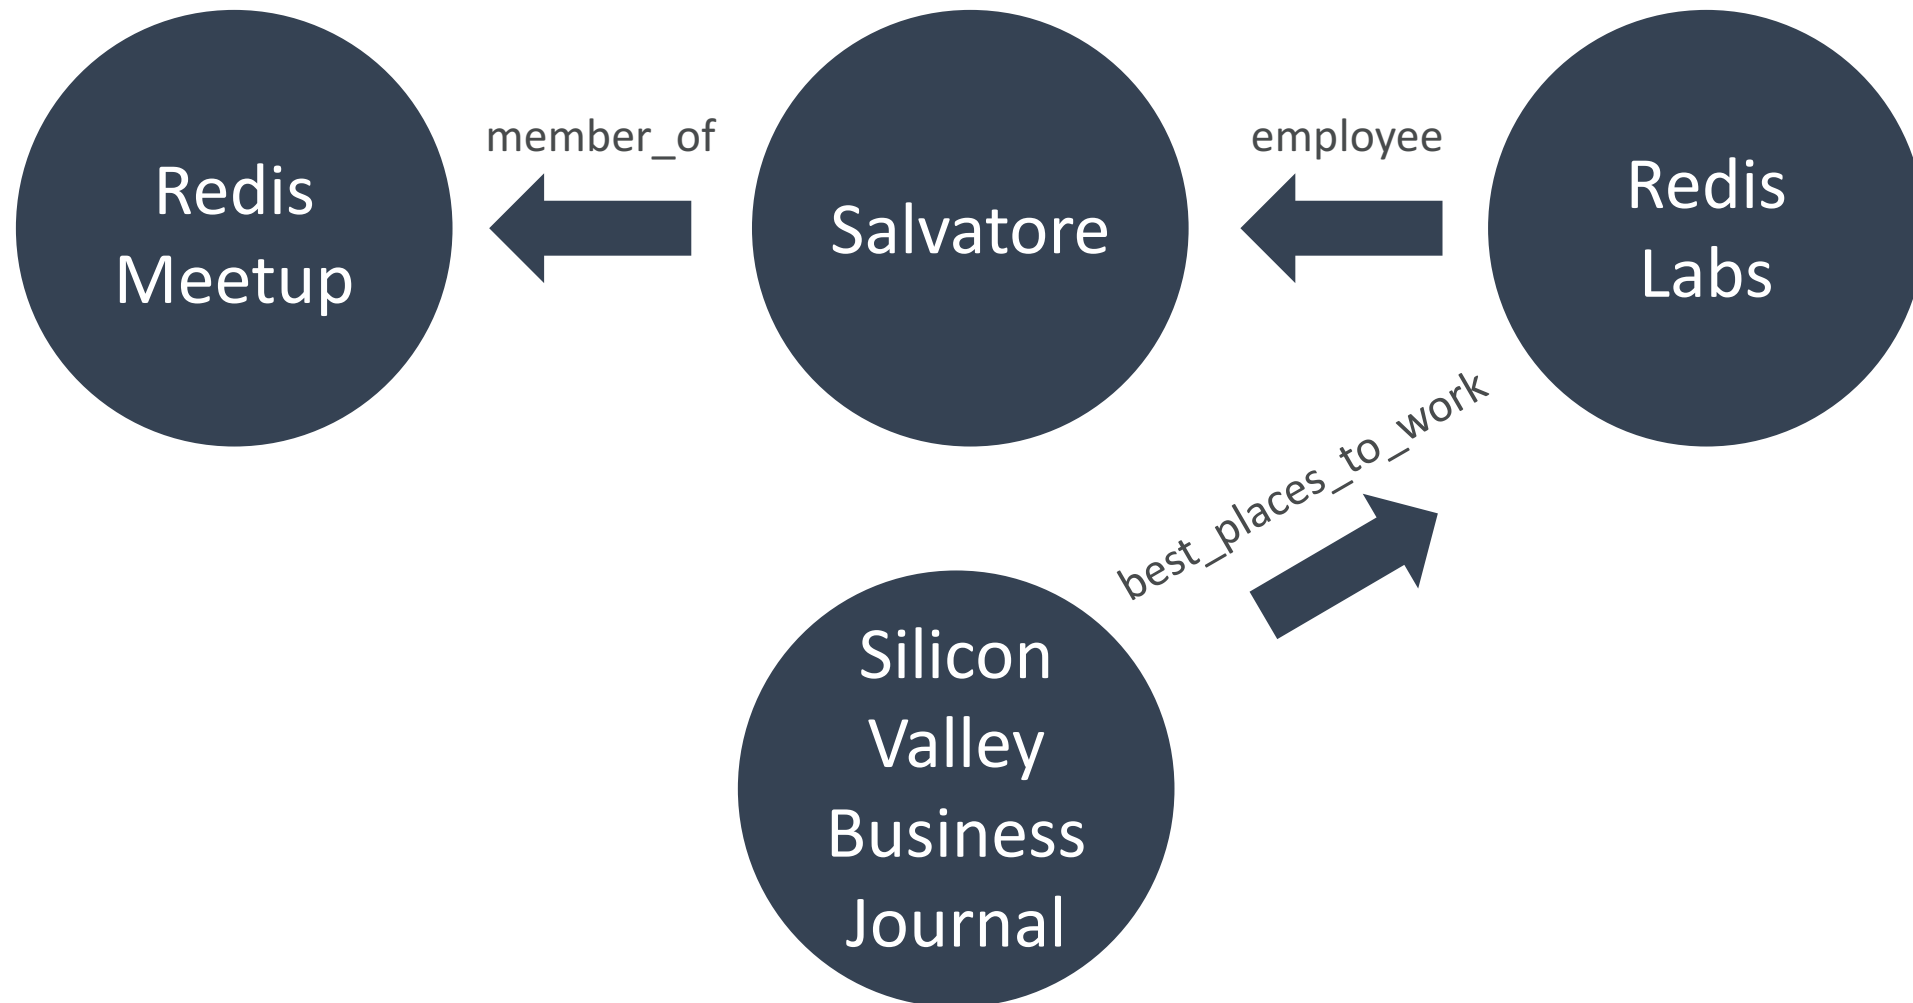 Redis
Meetup
member_of
Salvatore
employee
Redis
Labs
best_places_to_work
Silicon
Valley
Business
Journal